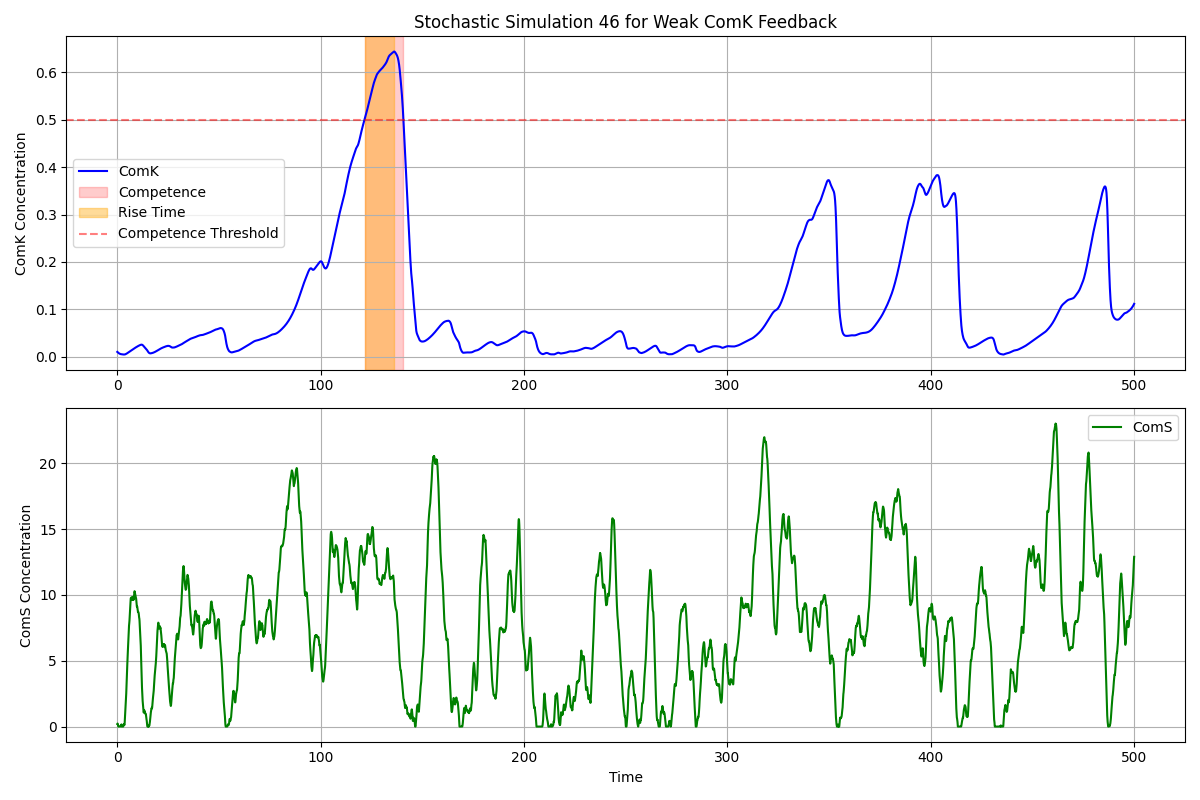 Stochastic Simulation 46 for Weak ComK Feedback
ComK Concentration
0.6
0.5
0.4
0.3
0.2
0.1
0.0
ComK
Competence
Rise Time
Competence Threshold
0 100 200 300 400 500
ComS Concentration
20
15
10
5
0
ComS
0 100 200 300 400 500
Time